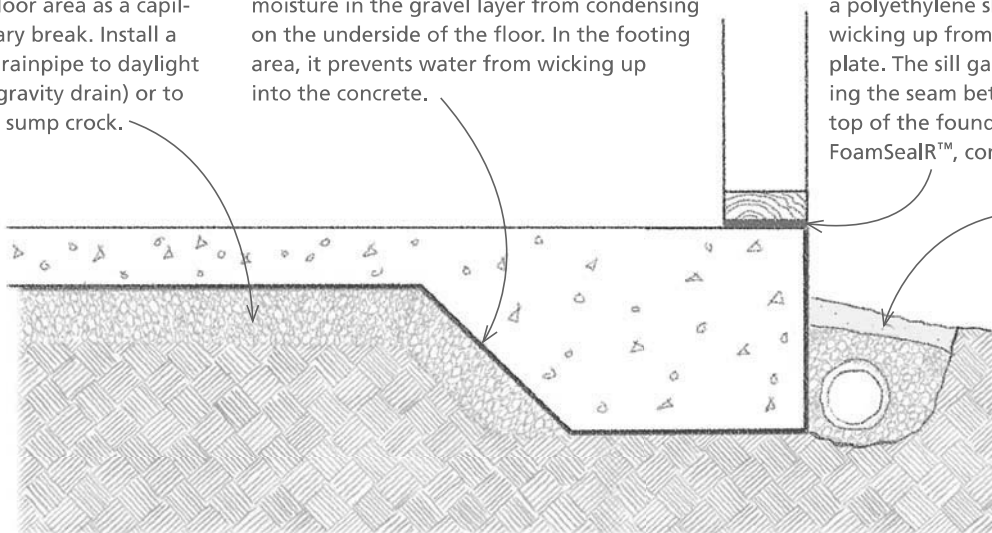 loor area as a capil-
ary break. Install a
rainpipe to daylight
gravity drain) or to
sump crock.
moisture in the gravel layer from condensing
on the underside of the floor. In the footing
area, it prevents water from wicking up
into the concrete.
a polyethylene s
wicking up from
plate. The sill ga
ing the seam bet
top of the found
FoamSealR™, con